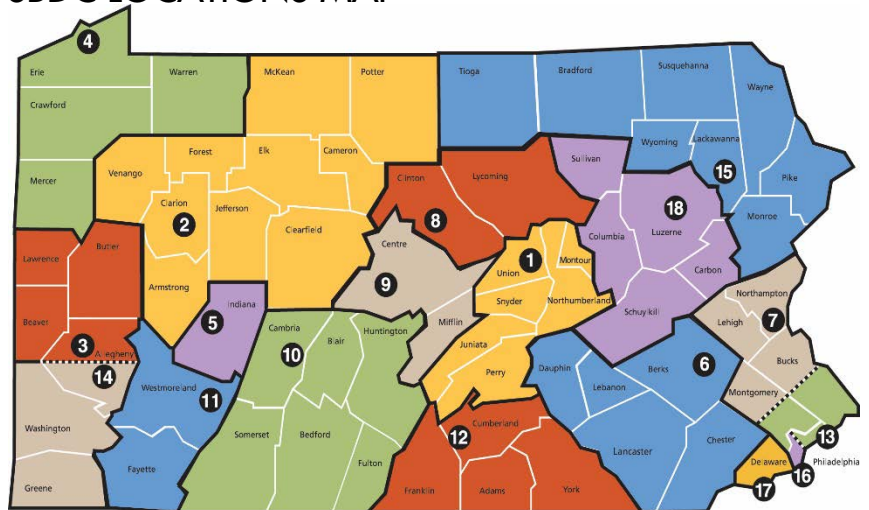 SBDC LOCATIONS MAP
4
Erie
Warren
McKean
Potter
Tioga
Bradford
Susquehanna
Wayne
Crawford
Mercer
Venango
Forest
Elk
Cameron
Clinton
Lycoming
Sullivan
Wyoming
Lackawanna
15
Pike
Clarion
2
Jefferson
Clearfield
8
18
Columbia
Luzerne
Monroe
Lawrence
Butler
Centre
9
1
Union
Montour
Carbon
Armstrong
Indiana
5
Snyder
Northumberland
Northampton
7
Lehigh
Beaver
3
Allegheny
Cambria
10
Blair
Huntington
Mifflin
Juniata
Schuylkill
Bucks
14
Westmoreland
11
Perry
Dauphin
Lebanon
Berks
6
Montgomery
Washington
Somerset
Bedford
Fulton
12
Cumberland
Lancaster
Chester
13
Philadelphia
Greene
Fayette
Franklin
Adams
York
Delaware
17
16